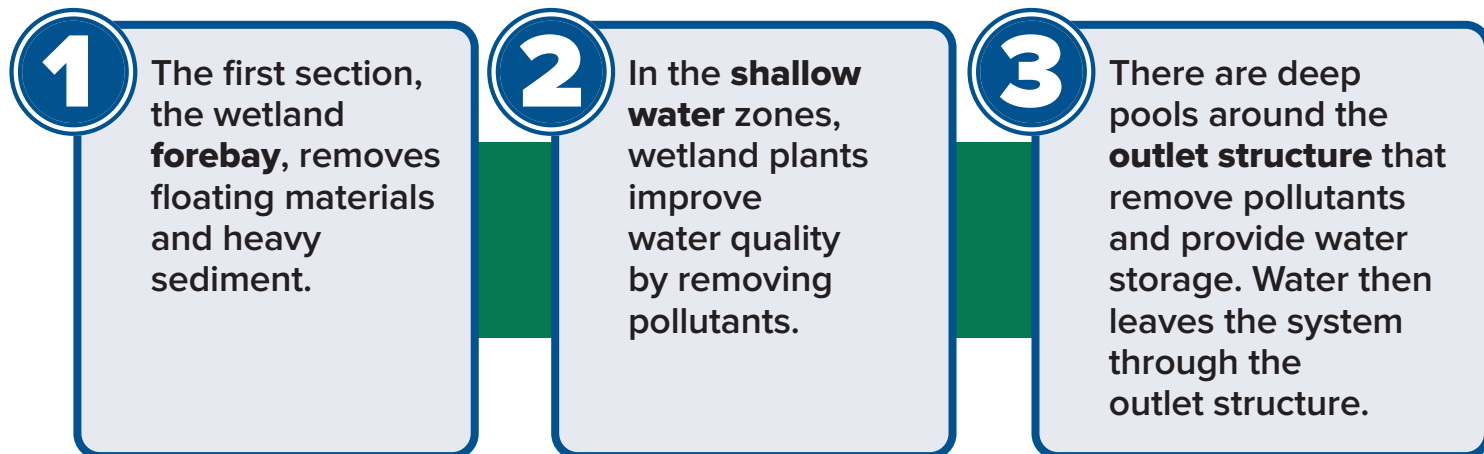 1
The first section,
the wetland
forebay, removes
floating materials
and heavy
sediment.
2
In the shallow
water zones,
wetland plants
improve
water quality
by removing
pollutants.
3
There are deep
pools around the
outlet structure that
remove pollutants
and provide water
storage. Water then
leaves the system
through the
outlet structure.